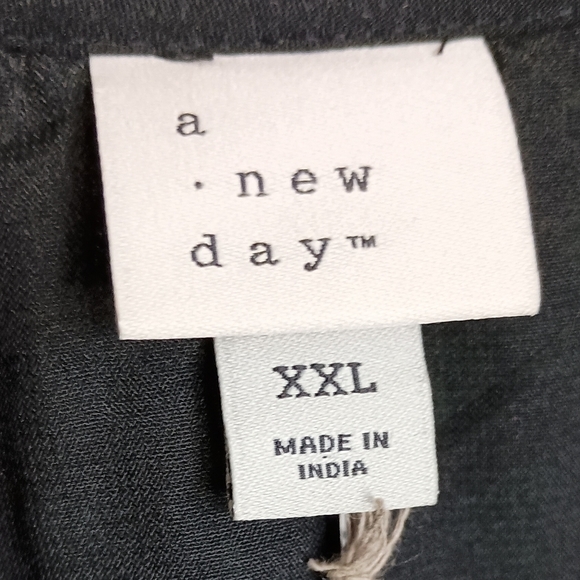 a
· new
day™
XXL
MADE IN
INDIA